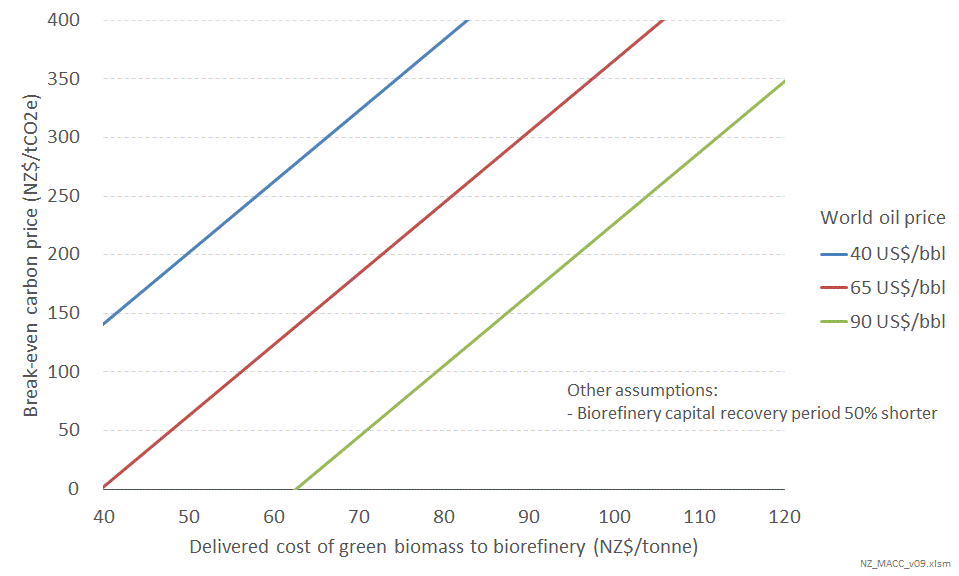 400
350
300
250
200
150
100
50
0
Break-even carbon price (NZ$/tCO2e)
40 50 60 70 80 90 100 110 120
Delivered cost of green biomass to biorefinery (NZ$/tonne)
World oil price
40 US$/bbl
65 US$/bbl
90 US$/bbl
Other assumptions:
- Biorefinery capital recovery period 50% shorter
NZ_MACC_v09.xlsm